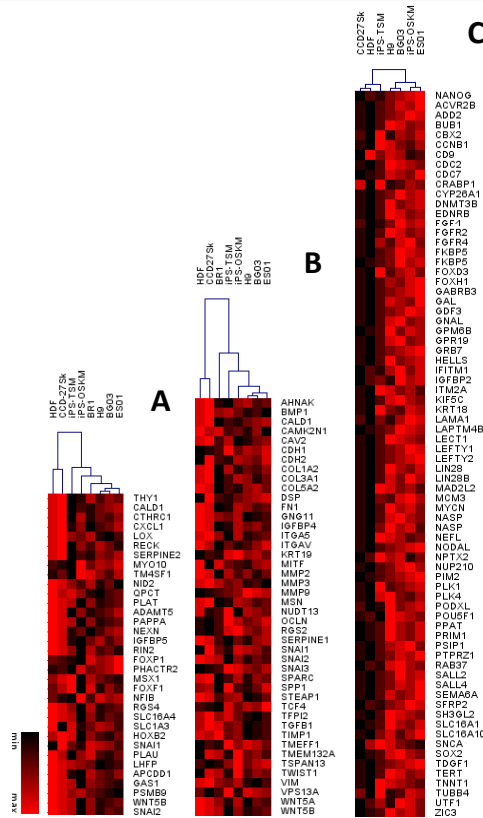 C
CCD27Sk
HDF
iPS-TSM
H9
BG03
iPS-OSKM
ES01
NANOG
ACVR2B
ADD2
BUB1
CBX2
CCNB1
CD9
CDC2
CDC7
CRABP1
CYP26A1
DNMT3B
EDNRB
FGF1
FGFR2
FGFR4
FKBP5
FKBP5
FOXD3
FOXH1
GABRB3
GAL
GDF3
GNAL
GPM6B
GPR19
GRB7
HELLS
IFITM1
IGFBP2
ITM2A
KIF5C
KRT18
LAMA1
LAPTM4B
LECT1
LEFTY1
LEFTY2
LIN28
LIN28B
MAD2L2
MCM3
MYCN
NASP
NASP
NEFL
NODAL
NPTX2
NUP210
PIM2
PLK1
PLK4
PODXL
POU5F1
PPAT
PRIM1
PSIP1
PTPRZ1
RAB37
SALL2
SALL4
SEMA6A
SFRP2
SH3GL2
SLC16A1
SLC16A10
SNCA
SOX2
TDGF1
TERT
TNNT1
TUBB4
UTF1
ZIC3
B
HDF
CCD27Sk
BR1
iPS-TSM
iPS-OSKM
H9
BG03
ES01
AHNAK
BMP1
CALD1
CAMK2N1
CAV2
CDH1
CDH2
COL1A2
COL3A1
COL5A2
DSP
FN1
GNG11
IGFBP4
ITGA5
ITGAV
KRT19
MITF
MMP2
MMP3
MMP9
MSN
NUDT13
OCLN
RGS2
SERPINE1
SNAI1
SNAI2
SNAI3
SPARC
SPP1
STEAP1
TCF4
TFPI2
TGFB1
TIMP1
TMEFF1
TMEM132A
TSPAN13
TWIST1
VIM
VPS13A
WNT5A
WNT5B
A
HDF
CCD-27Sk
iPS-TSM
iPS-OSKM
BR1
H9
BG03
ES01
THY1
CALD1
CTHRC1
CXCL1
LOX
RECK
SERPINE2
MYO10
TM4SF1
NID2
QPCT
PLAT
ADAMT5
PAPPA
NEXN
IGFBP5
RIN2
FOXP1
PHACTR2
MSX1
FOXF1
NFIB
RGS4
SLC16A4
SLC1A3
HOXB2
SNAI1
PLAU
LHFP
APCDD1
GAS1
PSMB9
WNT5B
SNAI2
min
max